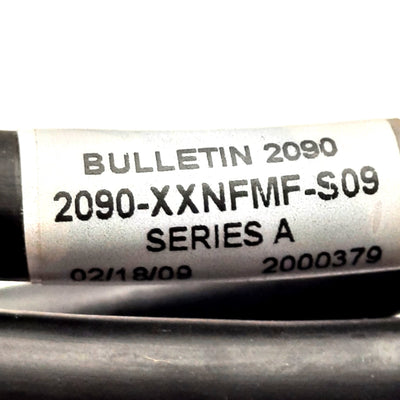 BULLETIN 2090
2090-XXNFMF-S09
SERIES A
02/18/09 2000379